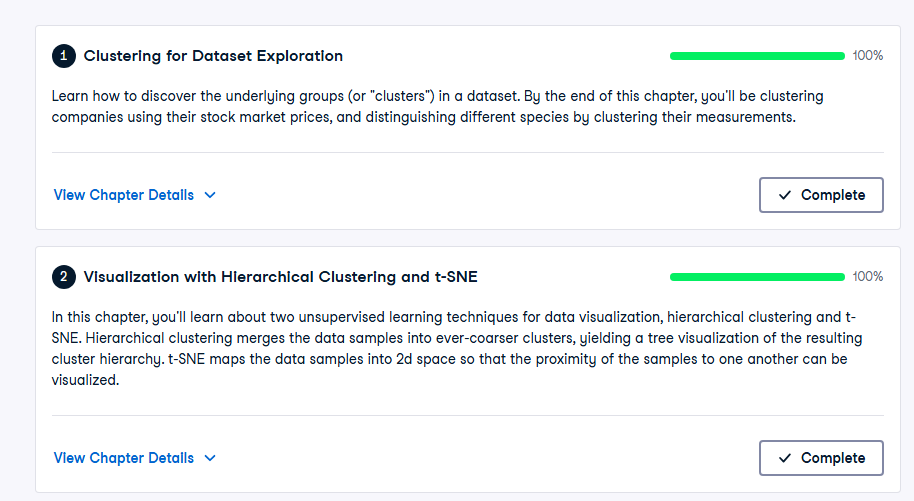 1 Clustering for Dataset Exploration 100%
Learn how to discover the underlying groups (or "clusters") in a dataset. By the end of this chapter, you'll be clustering
companies using their stock market prices, and distinguishing different species by clustering their measurements.
View Chapter Details Complete
2 Visualization with Hierarchical Clustering and t-SNE 100%
In this chapter, you'll learn about two unsupervised learning techniques for data visualization, hierarchical clustering and t-
SNE. Hierarchical clustering merges the data samples into ever-coarser clusters, yielding a tree visualization of the resulting
cluster hierarchy. t-SNE maps the data samples into 2d space so that the proximity of the samples to one another can be
visualized.
View Chapter Details Complete